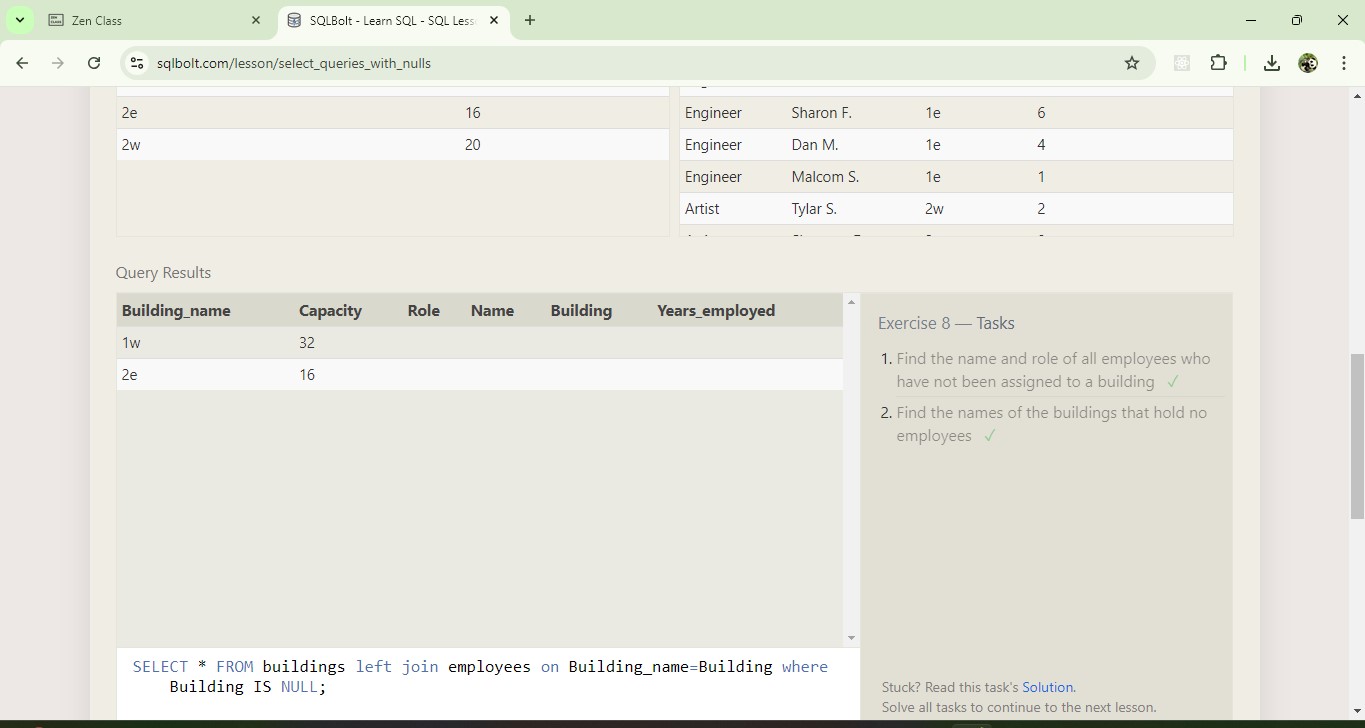 Zen Class
SQLBolt - Learn SQL - SQL Less
sqlbolt.com/lesson/select_queries_with_nulls
2e 16
2w 20
Engineer Sharon F. 1e 6
Engineer Dan M. 1e 4
Engineer Malcom S. 1e 1
Artist Tylar S. 2w 2
Query Results
Building_name Capacity Role Name Building Years_employed
1w 32
2e 16
Exercise 8 — Tasks
1. Find the name and role of all employees who
have not been assigned to a building ✓
2. Find the names of the buildings that hold no
employees ✓
SELECT * FROM buildings left join employees on Building_name=Building where
Building IS NULL;
Stuck? Read this task's Solution.
Solve all tasks to continue to the next lesson.